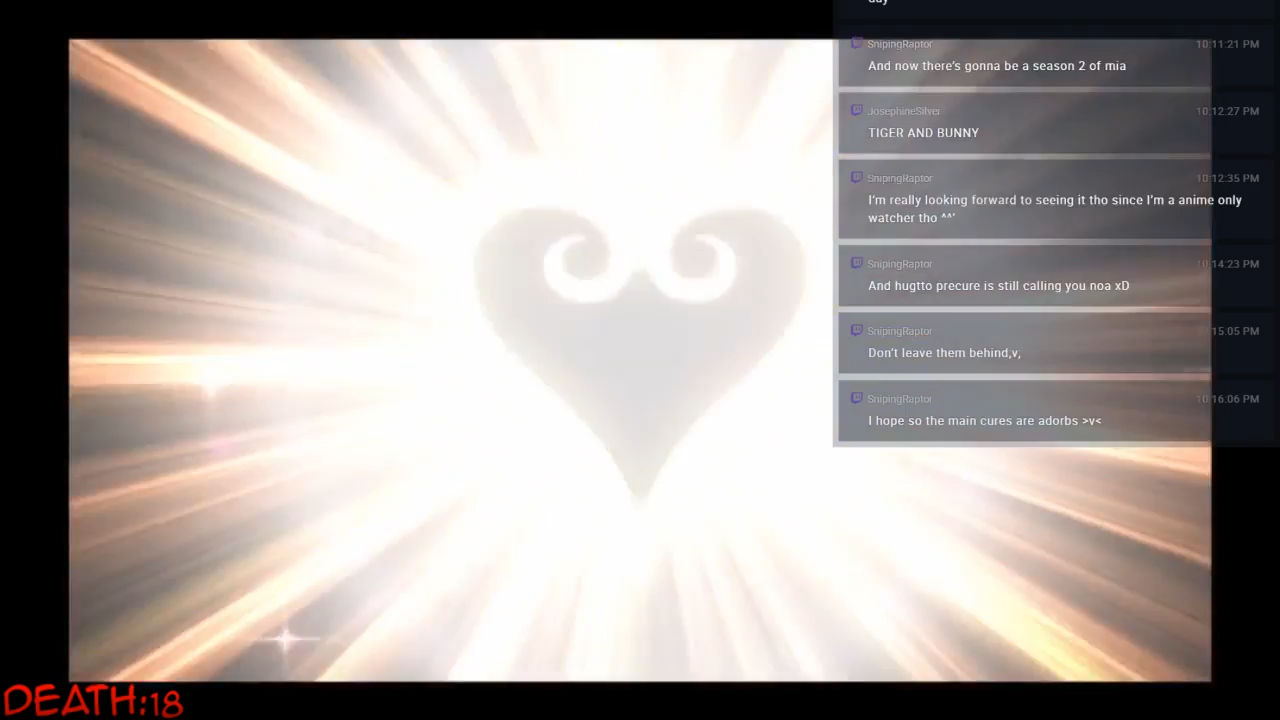 day
SnipingRaptor 10:11:21 PM
And now there's gonna be a season 2 of mia
JosephineSilver 10:12:27 PM
TIGER AND BUNNY
SnipingRaptor 10:12:35 PM
I'm really looking forward to seeing it tho since I'm a anime only
watcher tho ^^'
SnipingRaptor 10:14:23 PM
And hugtto precure is still calling you noa xD
SnipingRaptor 10:15:05 PM
Don't leave them behind,v,
SnipingRaptor 10:16:06 PM
I hope so the main cures are adorbs >v<
DEATH:18